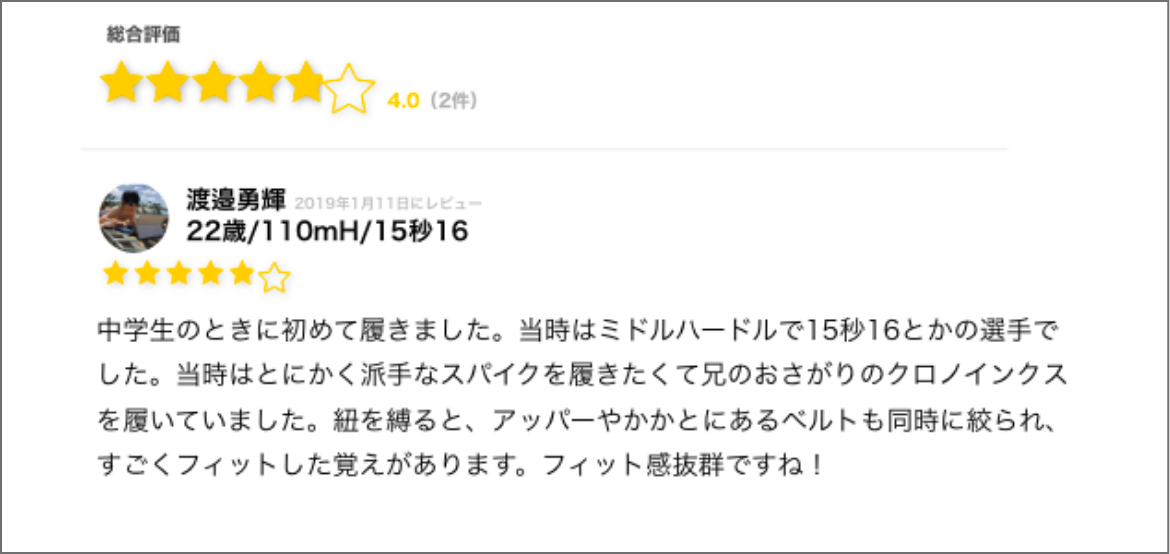 総合評価
4.0（2件）
渡邉勇輝 2019年1月11日にレビュー
22歳/110mH/15秒16
中学生のときに初めて履きました。当時はミドルハードルで15秒16とかの選手で
した。当時はとにかく派手なスパイクを履きたくて兄のおさがりのクロノインクス
を履いていました。紐を縛ると、アッパーやかかとにあるベルトも同時に絞られ、
すごくフィットした覚えがあります。フィット感抜群ですね！